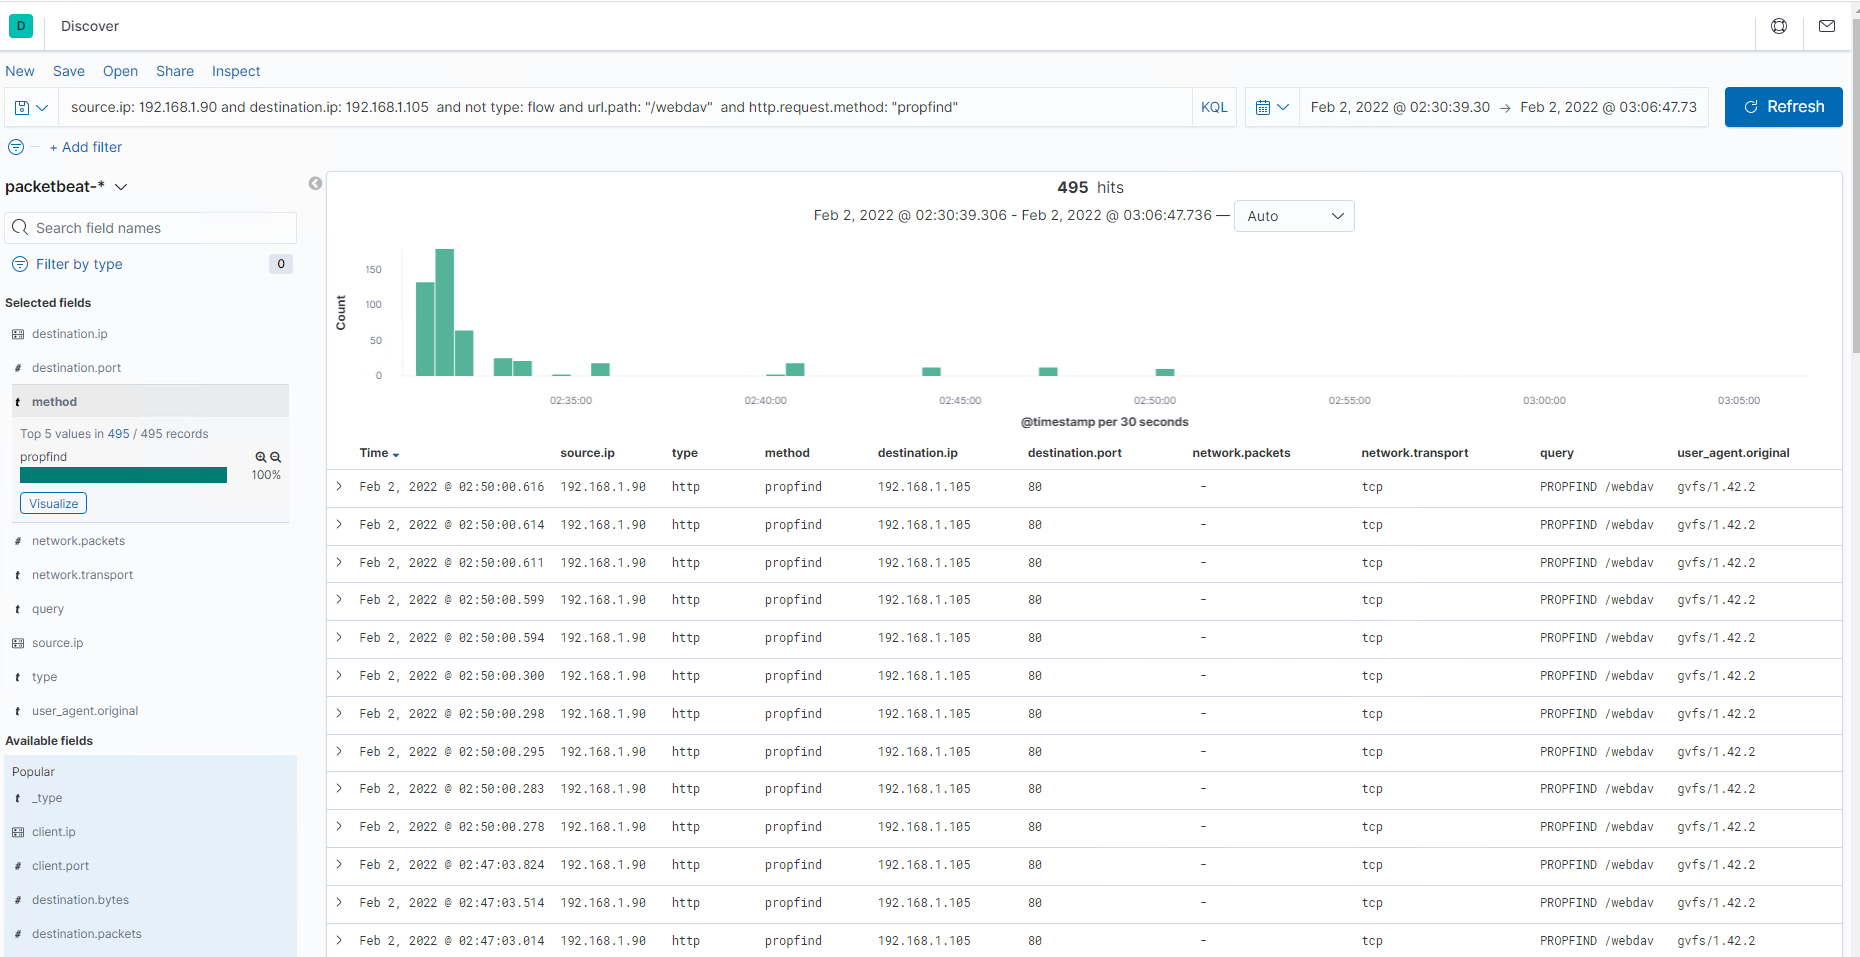 D Discover
New Save Open Share Inspect
source.ip: 192.168.1.90 and destination.ip: 192.168.1.105  and not type: flow and url.path: "/webdav"  and http.request.method: "propfind" KQL Feb 2, 2022 @ 02:30:39.30 → Feb 2, 2022 @ 03:06:47.73 Refresh
+ Add filter
packetbeat-*
Search field names
Filter by type 0
Selected fields
destination.ip
# destination.port
t method
Top 5 values in 495 / 495 records
propfind
100%
Visualize
# network.packets
t network.transport
t query
source.ip
t type
t user_agent.original
Available fields
Popular
t _type
client.ip
# client.port
# destination.bytes
# destination.packets
495 hits
Feb 2, 2022 @ 02:30:39.306 - Feb 2, 2022 @ 03:06:47.736 — Auto
Count
150
100
50
0
02:35:00 02:40:00 02:45:00 02:50:00 02:55:00 03:00:00 03:05:00
@timestamp per 30 seconds
Time source.ip type method destination.ip destination.port network.packets network.transport query user_agent.original
Feb 2, 2022 @ 02:50:00.616 192.168.1.90 http propfind 192.168.1.105 80 - tcp PROPFIND /webdav gvfs/1.42.2
Feb 2, 2022 @ 02:50:00.614 192.168.1.90 http propfind 192.168.1.105 80 - tcp PROPFIND /webdav gvfs/1.42.2
Feb 2, 2022 @ 02:50:00.611 192.168.1.90 http propfind 192.168.1.105 80 - tcp PROPFIND /webdav gvfs/1.42.2
Feb 2, 2022 @ 02:50:00.599 192.168.1.90 http propfind 192.168.1.105 80 - tcp PROPFIND /webdav gvfs/1.42.2
Feb 2, 2022 @ 02:50:00.594 192.168.1.90 http propfind 192.168.1.105 80 - tcp PROPFIND /webdav gvfs/1.42.2
Feb 2, 2022 @ 02:50:00.300 192.168.1.90 http propfind 192.168.1.105 80 - tcp PROPFIND /webdav gvfs/1.42.2
Feb 2, 2022 @ 02:50:00.298 192.168.1.90 http propfind 192.168.1.105 80 - tcp PROPFIND /webdav gvfs/1.42.2
Feb 2, 2022 @ 02:50:00.295 192.168.1.90 http propfind 192.168.1.105 80 - tcp PROPFIND /webdav gvfs/1.42.2
Feb 2, 2022 @ 02:50:00.283 192.168.1.90 http propfind 192.168.1.105 80 - tcp PROPFIND /webdav gvfs/1.42.2
Feb 2, 2022 @ 02:50:00.278 192.168.1.90 http propfind 192.168.1.105 80 - tcp PROPFIND /webdav gvfs/1.42.2
Feb 2, 2022 @ 02:47:03.824 192.168.1.90 http propfind 192.168.1.105 80 - tcp PROPFIND /webdav gvfs/1.42.2
Feb 2, 2022 @ 02:47:03.514 192.168.1.90 http propfind 192.168.1.105 80 - tcp PROPFIND /webdav gvfs/1.42.2
Feb 2, 2022 @ 02:47:03.014 192.168.1.90 http propfind 192.168.1.105 80 - tcp PROPFIND /webdav gvfs/1.42.2